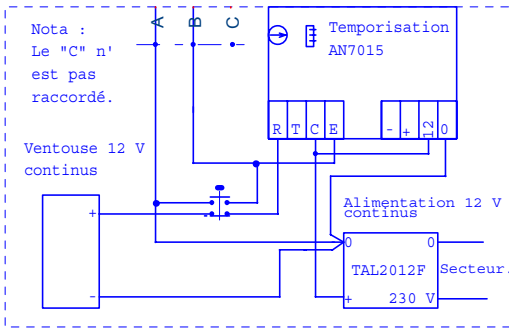 A B C
Nota :
Le "C" n'
est pas
raccordé.
Temporisation
AN7015
R T C E
- + 12 0
Ventouse 12 V
continus
+
-
Alimentation 12 V
continus
0 0
TAL2012F
+ 230 V
Secteur.